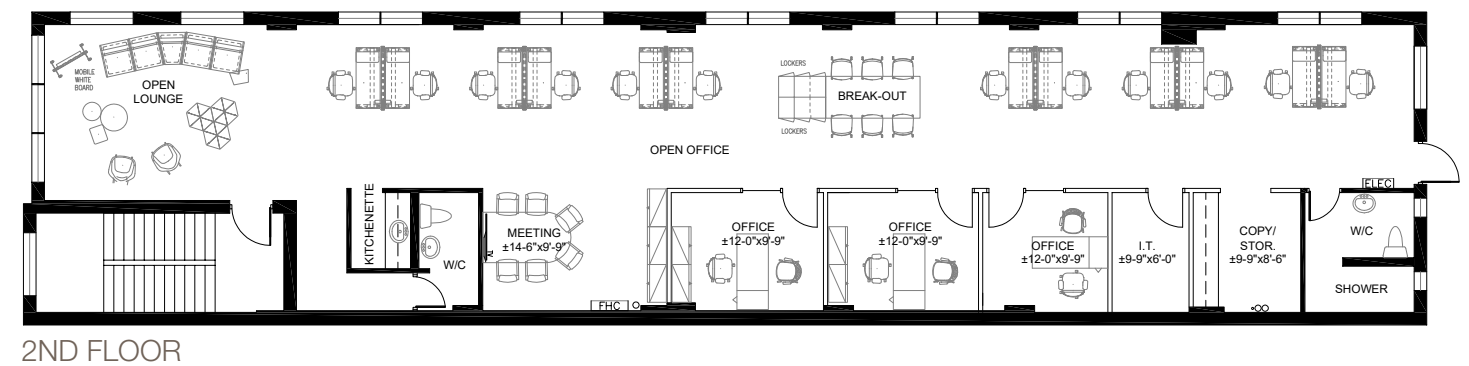 MOBILE
WHITE
BOARD
OPEN
LOUNGE
LOCKERS
BREAK-OUT
LOCKERS
OPEN OFFICE
ELEC
KITCHENETTE
W/C
MEETING
±14-6"x9'-9"
FHC
OFFICE
±12-0"x9'-9"
OFFICE
±12-0"x9'-9"
OFFICE
±12-0"x9'-9"
I.T.
±9-9"x6'-0"
COPY/
STOR.
±9-9"x8'-6"
W/C
SHOWER
2ND FLOOR